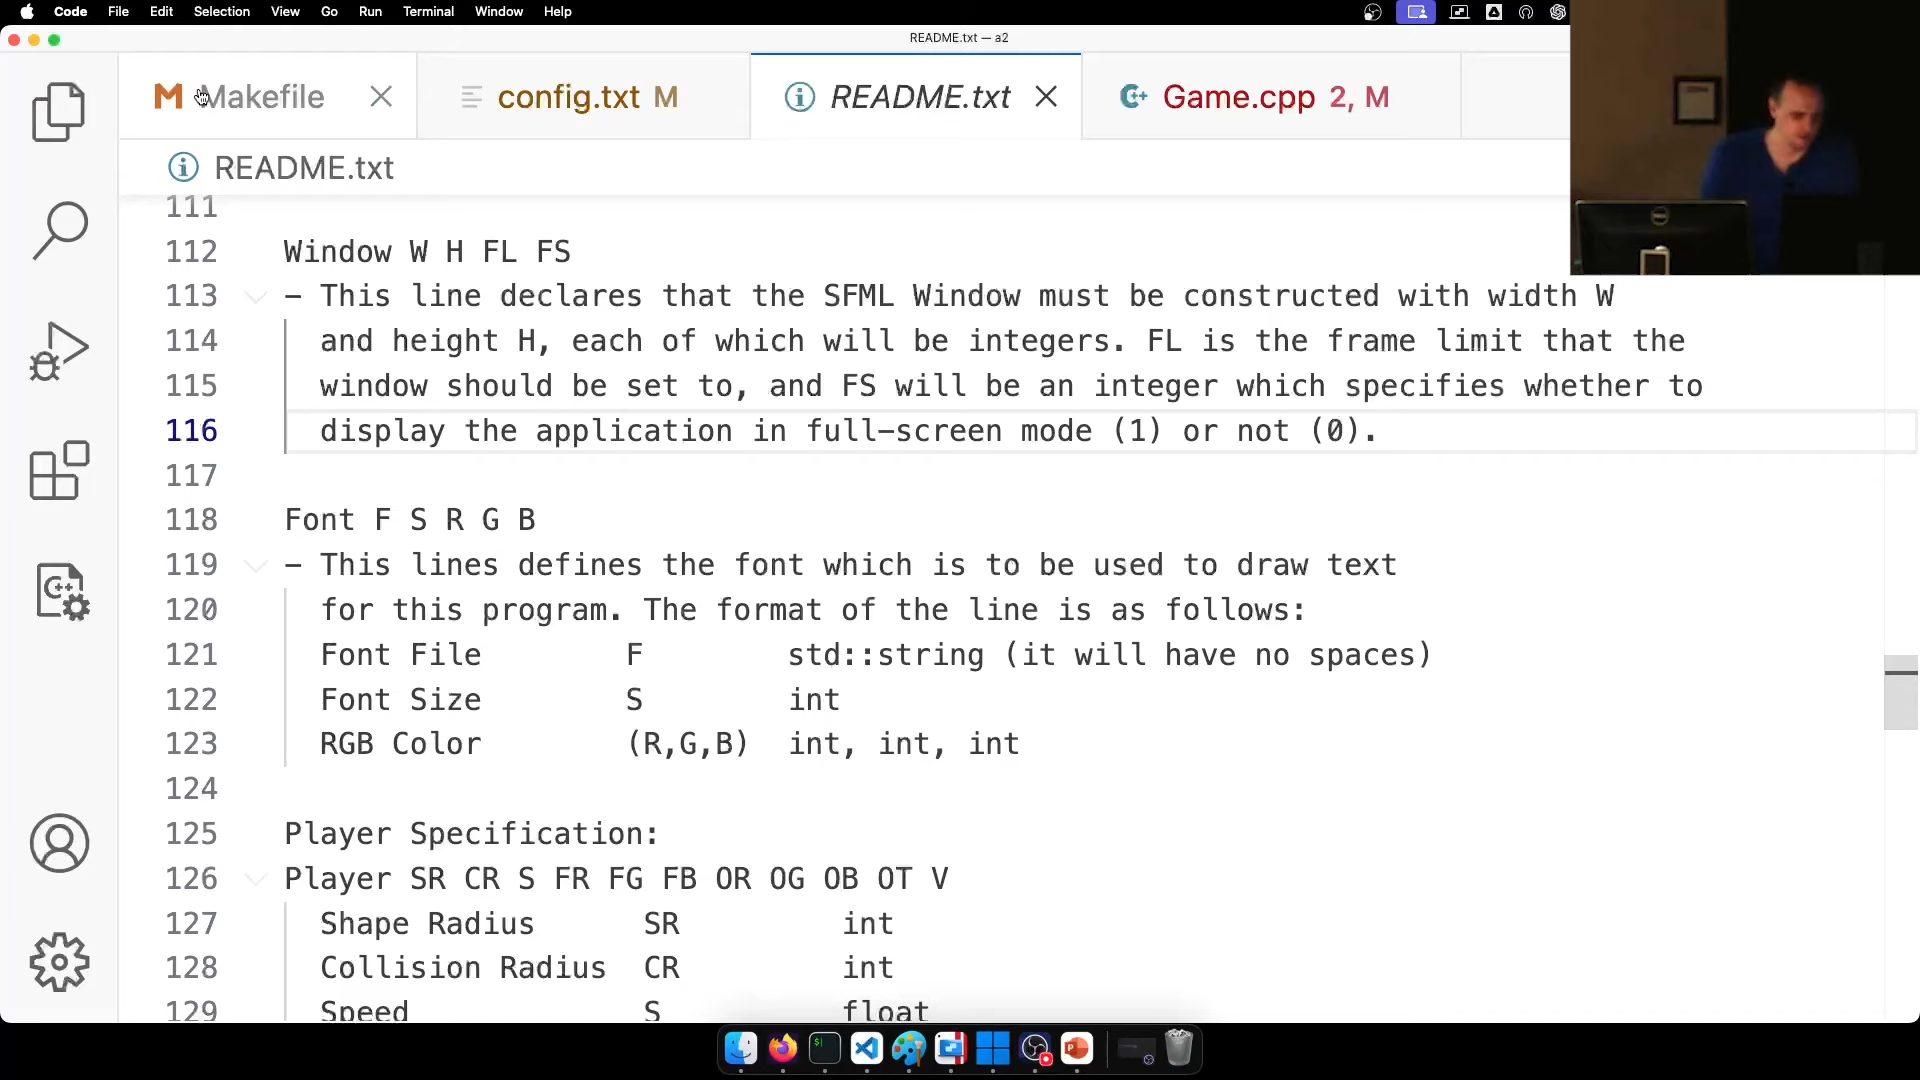 Code File Edit Selection View Go Run Terminal Window Help
README.txt — a2
Makefile config.txt M README.txt Game.cpp 2, M
README.txt
111
112 Window W H FL FS
113 - This line declares that the SFML Window must be constructed with width W
114 and height H, each of which will be integers. FL is the frame limit that the
115 window should be set to, and FS will be an integer which specifies whether to
116 display the application in full-screen mode (1) or not (0).
117
118 Font F S R G B
119 - This lines defines the font which is to be used to draw text
120 for this program. The format of the line is as follows:
121 Font File F std::string (it will have no spaces)
122 Font Size S int
123 RGB Color (R,G,B) int, int, int
124
125 Player Specification:
126 Player SR CR S FR FG FB OR OG OB OT V
127 Shape Radius SR int
128 Collision Radius CR int
129 Speed S float